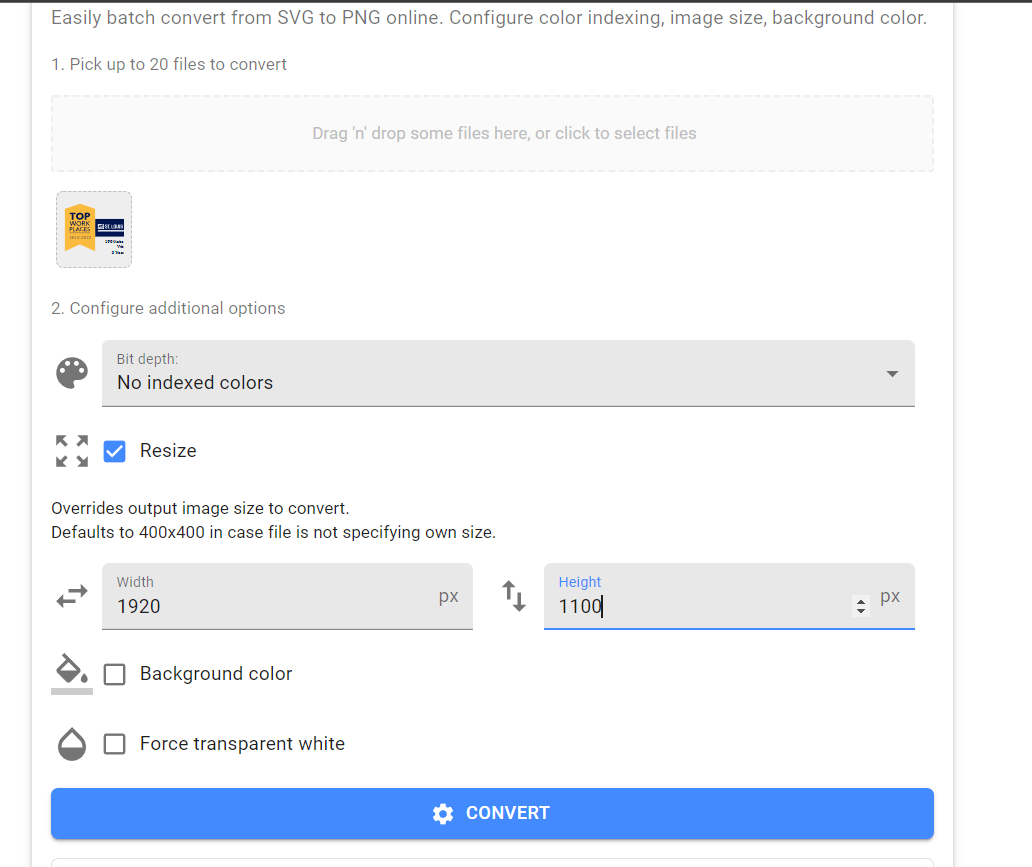 Easily batch convert from SVG to PNG online. Configure color indexing, image size, background color.
1. Pick up to 20 files to convert
Drag 'n' drop some files here, or click to select files
TOP
WORK
PLACES
2. Configure additional options
Bit depth:
No indexed colors
Resize
Overrides output image size to convert.
Defaults to 400x400 in case file is not specifying own size.
Width
1920
px
Height
1100
px
Background color
Force transparent white
CONVERT